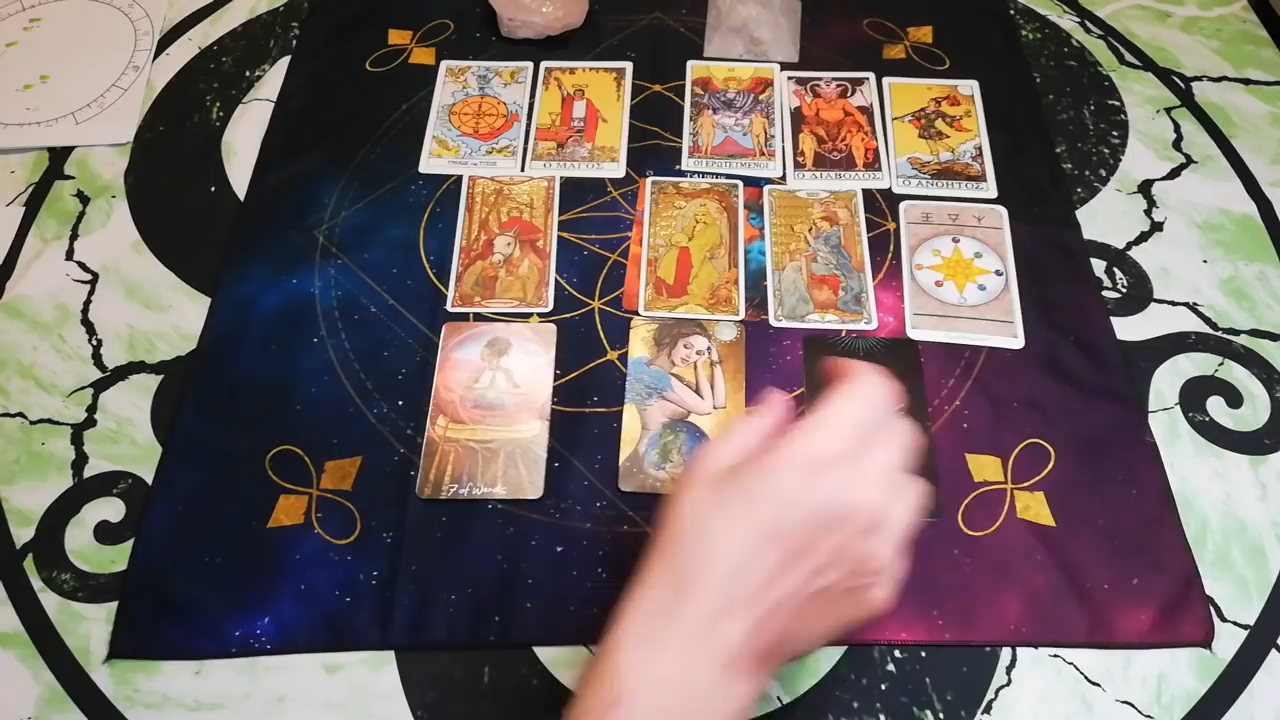 ΤΡΟΧΟΣ της ΤΥΧΗΣ
Ο ΜΑΓΟΣ
ΟΙ ΕΡΩΤΕΥΜΕΝΟΙ
Ο ΔΙΑΒΟΛΟΣ
Ο ΑΝΟΗΤΟΣ
TAURUS
7 of Wands